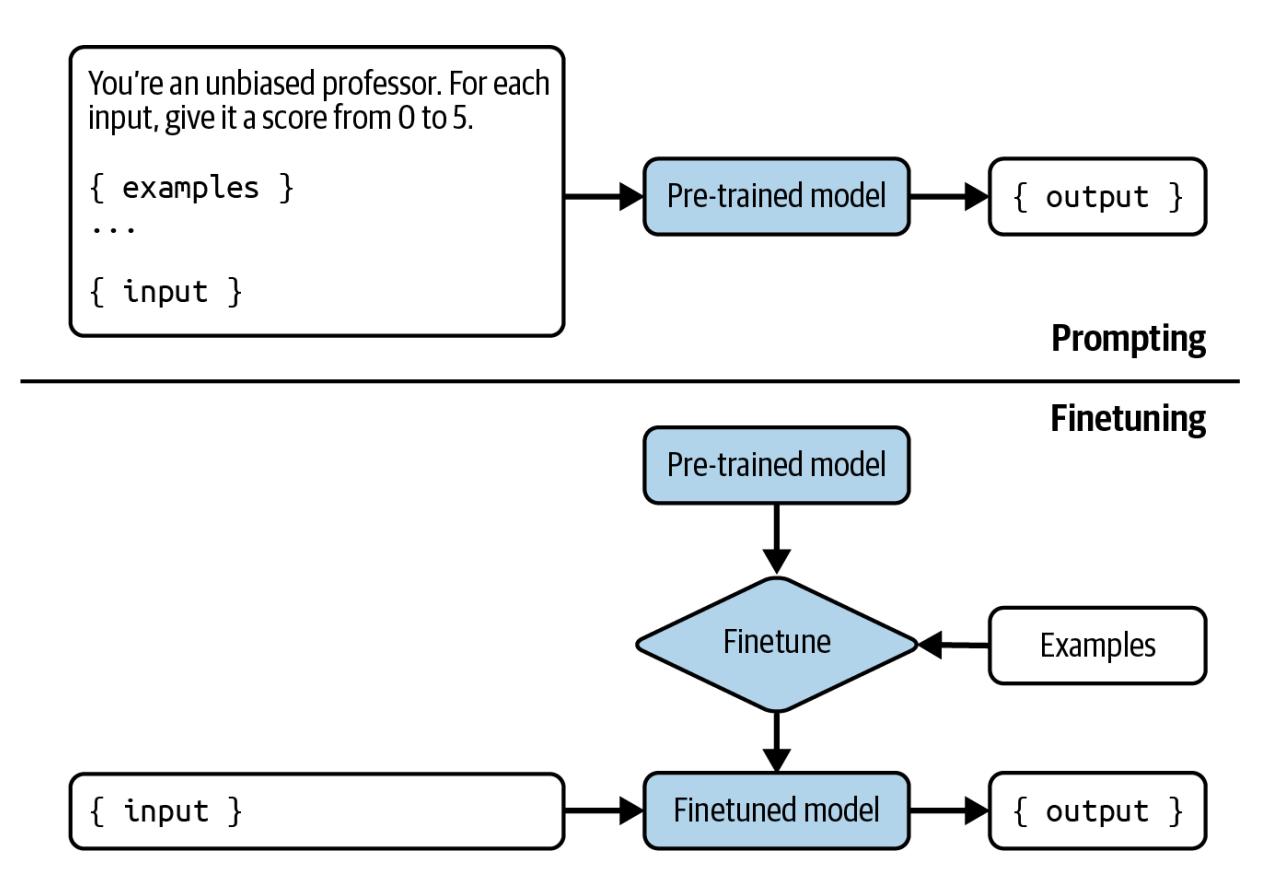 You're an unbiased professor. For each
input, give it a score from 0 to 5.
{ examples }
...
{ input }
Pre-trained model
{ output }
Prompting
Finetuning
Pre-trained model
Finetune
Examples
{ input }
Finetuned model
{ output }